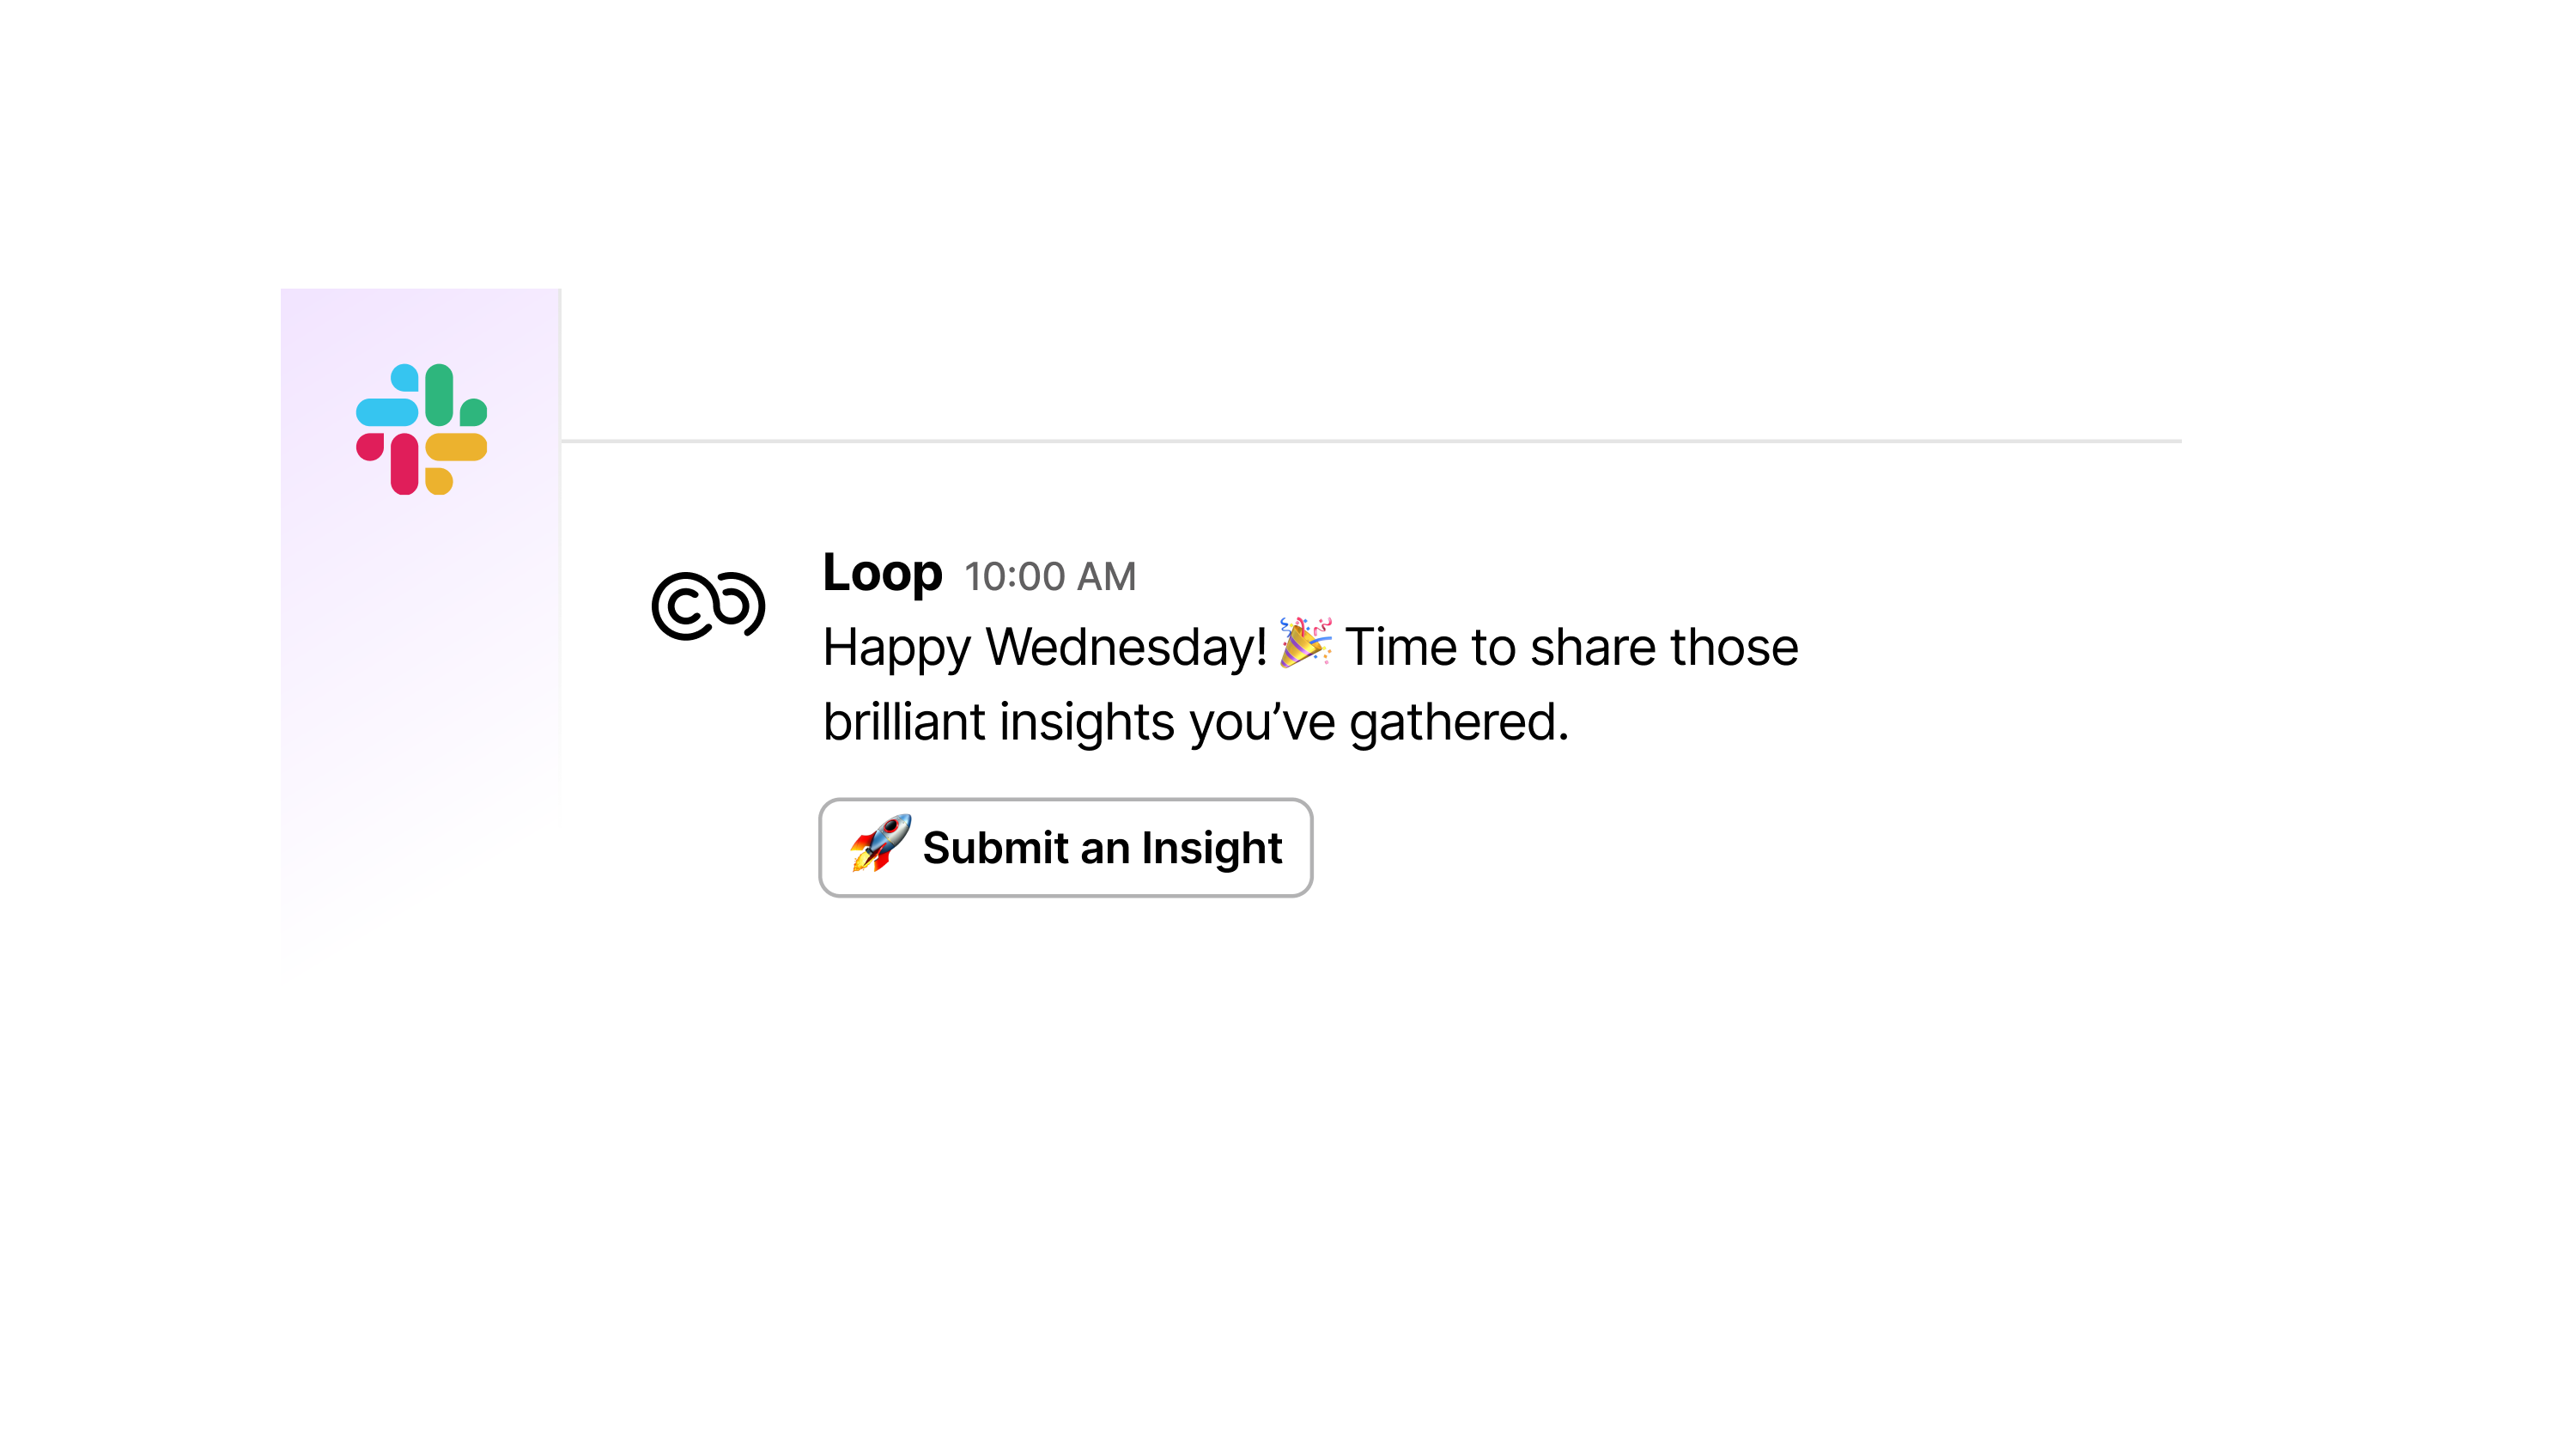 Loop 10:00 AM
Happy Wednesday! 🎉 Time to share those
brilliant insights you’ve gathered.
🚀 Submit an Insight